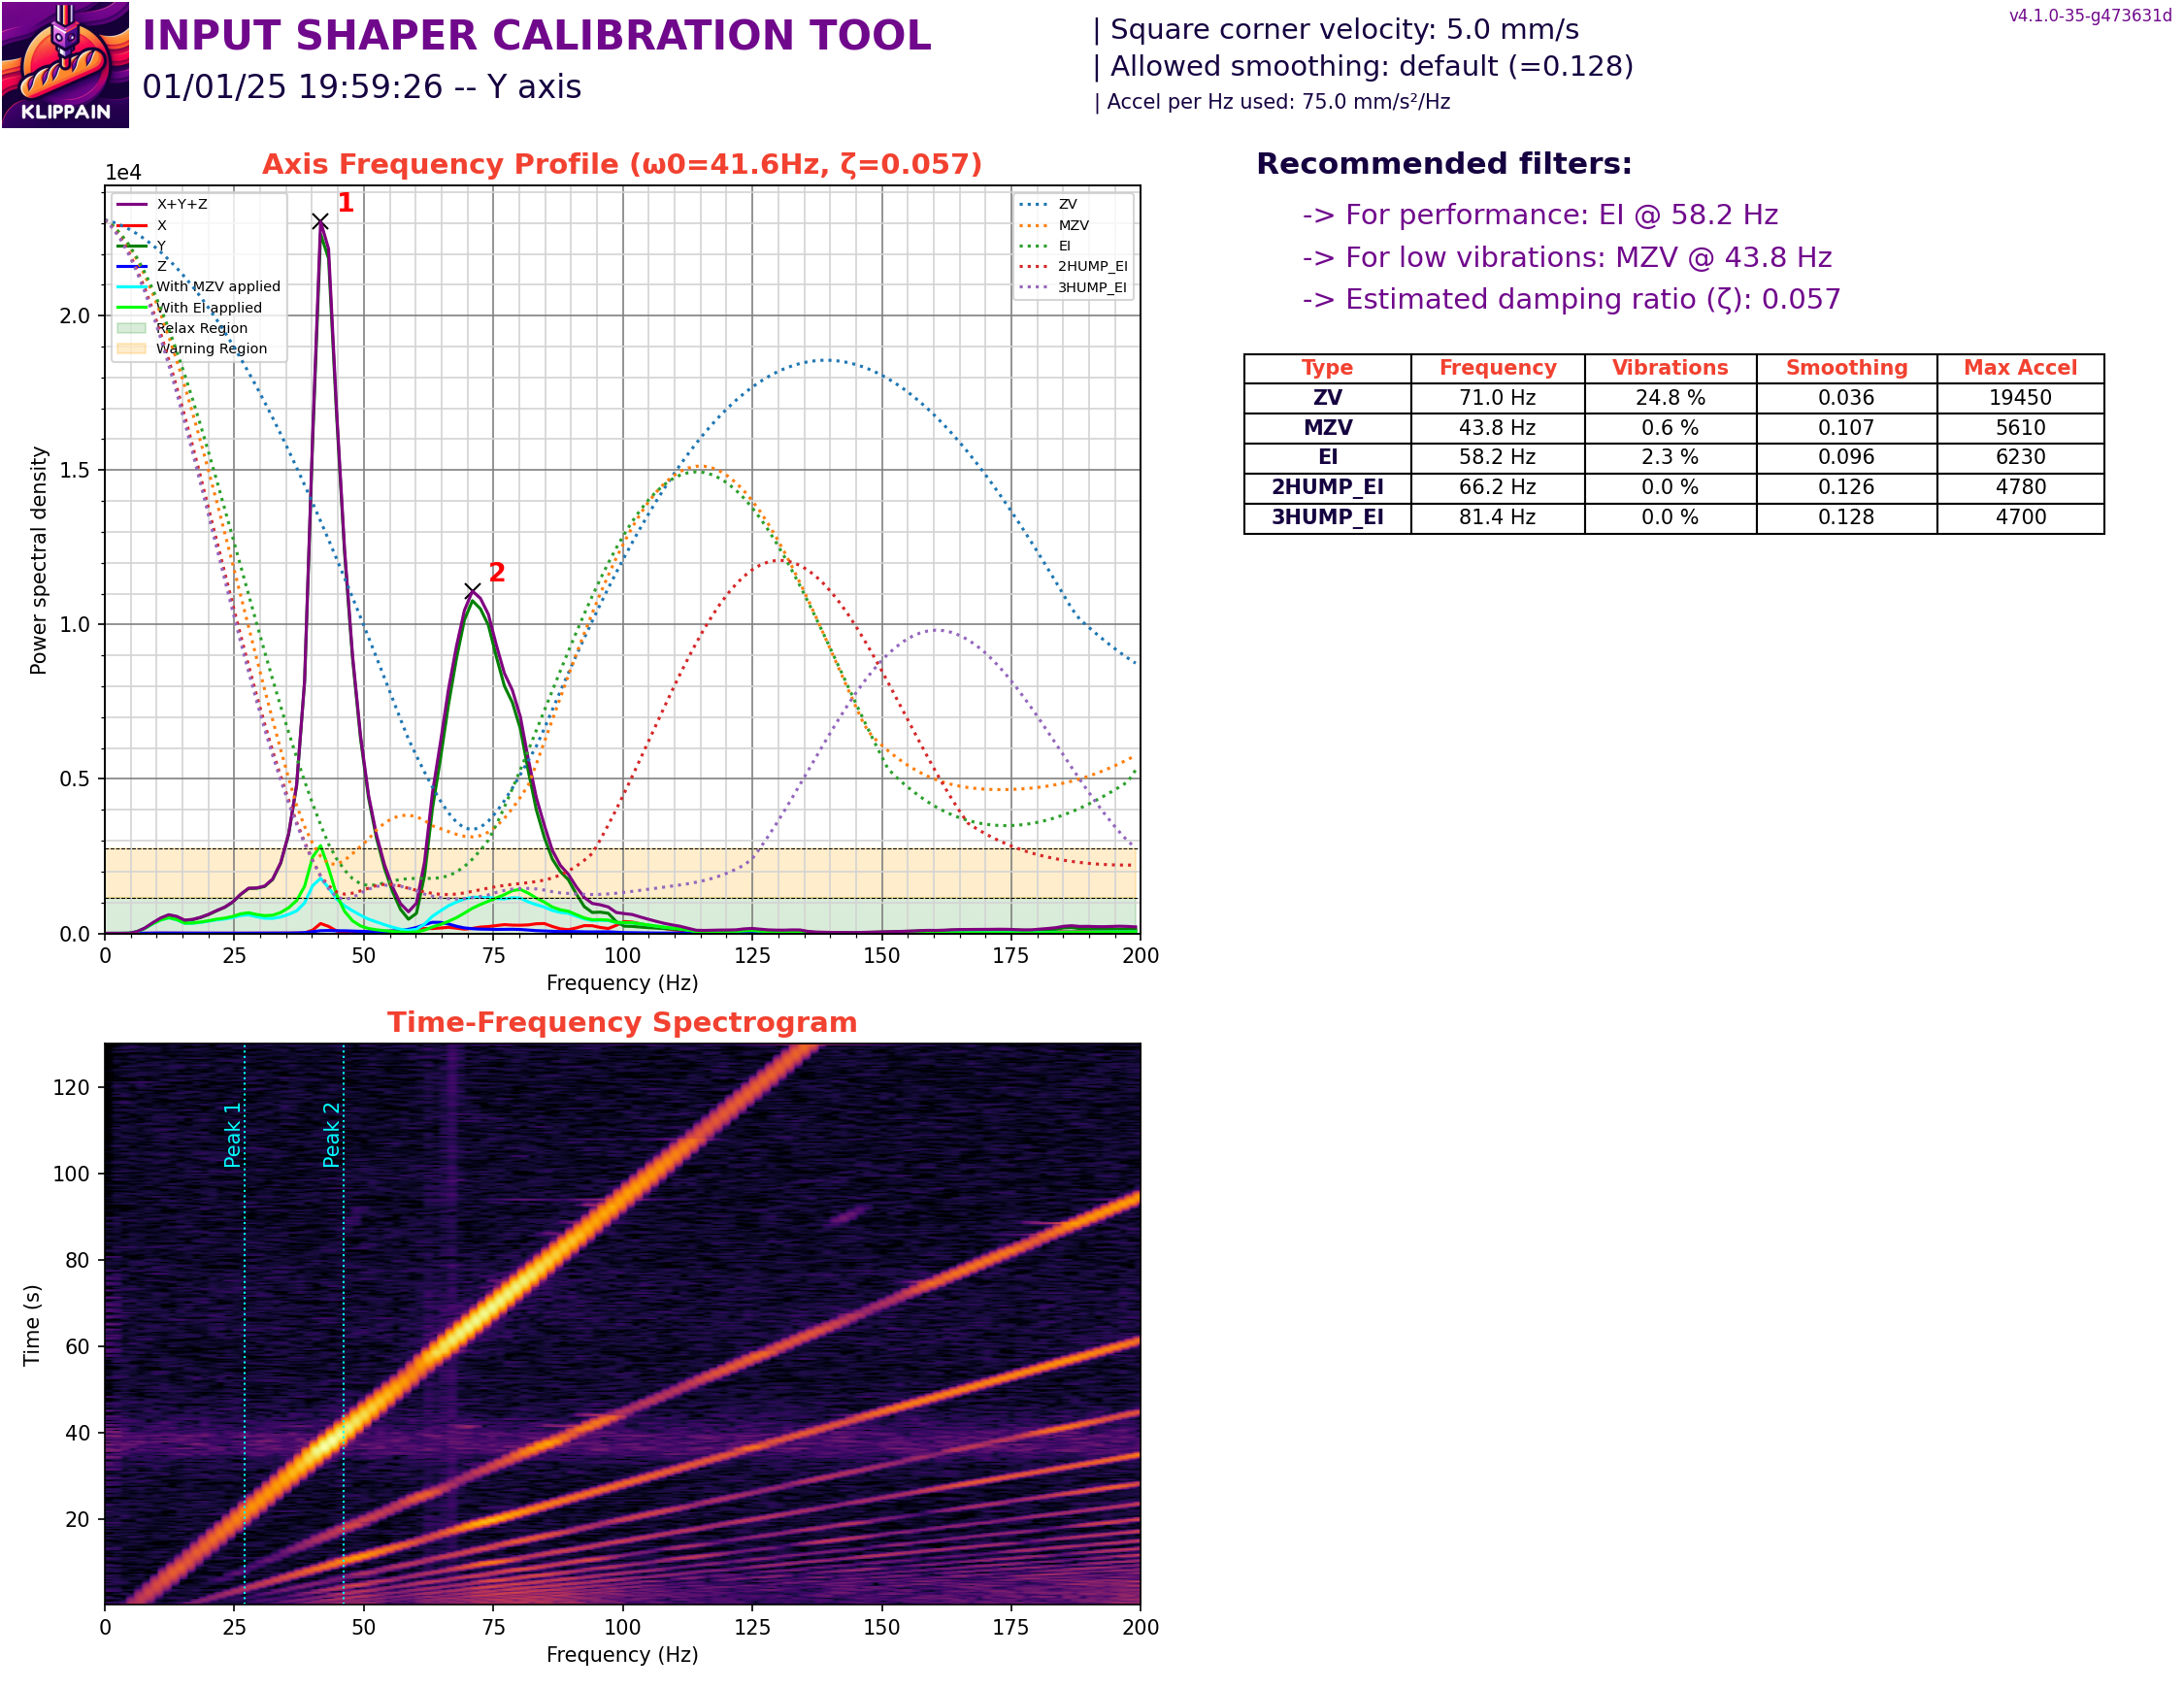 INPUT SHAPER CALIBRATION TOOL
01/01/25 19:59:26 -- Y axis
| Square corner velocity: 5.0 mm/s
| Allowed smoothing: default (=0.128)
| Accel per Hz used: 75.0 mm/s²/Hz
v4.1.0-35-g473631d
KLIPPAIN
Axis Frequency Profile (ω0=41.6Hz, ζ=0.057)
1e4
X+Y+Z
X
Y
Z
With MZV applied
With EI applied
Relax Region
Warning Region
1
2
ZV
MZV
EI
2HUMP_EI
3HUMP_EI
Power spectral density
2.0
1.5
1.0
0.5
0.0
0 25 50 75 100 125 150 175 200
Frequency (Hz)
Recommended filters:
-> For performance: EI @ 58.2 Hz
-> For low vibrations: MZV @ 43.8 Hz
-> Estimated damping ratio (ζ): 0.057
Type Frequency Vibrations Smoothing Max Accel
ZV 71.0 Hz 24.8 % 0.036 19450
MZV 43.8 Hz 0.6 % 0.107 5610
EI 58.2 Hz 2.3 % 0.096 6230
2HUMP_EI 66.2 Hz 0.0 % 0.126 4780
3HUMP_EI 81.4 Hz 0.0 % 0.128 4700
Time-Frequency Spectrogram
Peak 1
Peak 2
Time (s)
120
100
80
60
40
20
0 25 50 75 100 125 150 175 200
Frequency (Hz)